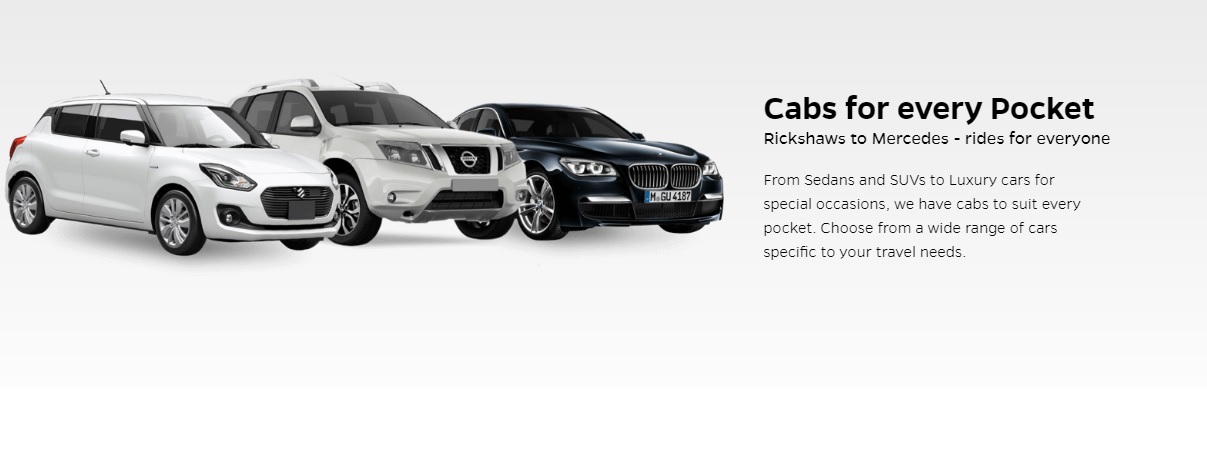 Cabs for every Pocket
Rickshaws to Mercedes - rides for everyone
From Sedans and SUVs to Luxury cars for
special occasions, we have cabs to suit every
pocket. Choose from a wide range of cars
specific to your travel needs.
M GU 4187